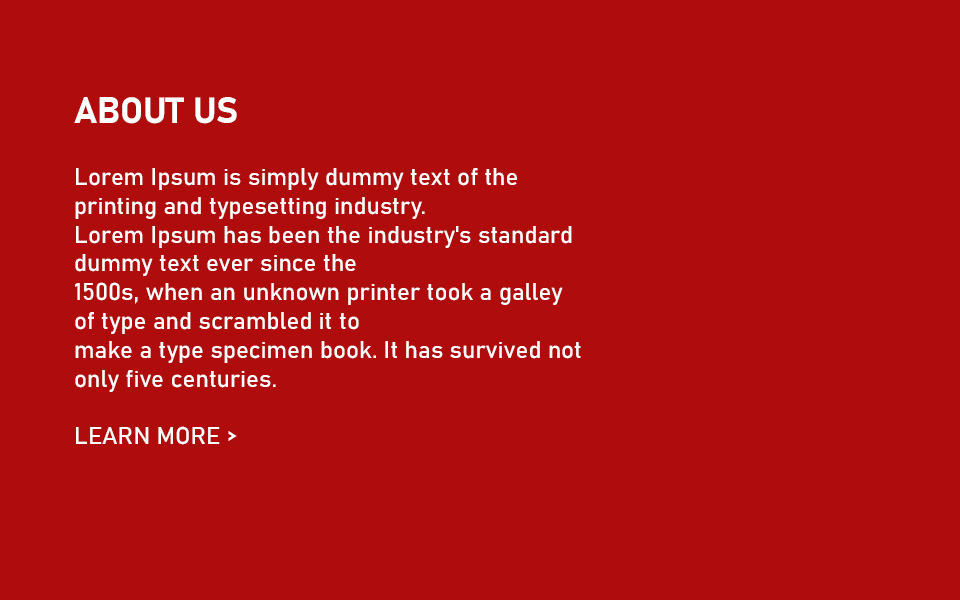 ABOUT US
Lorem Ipsum is simply dummy text of the
printing and typesetting industry.
Lorem Ipsum has been the industry's standard
dummy text ever since the
1500s, when an unknown printer took a galley
of type and scrambled it to
make a type specimen book. It has survived not
only five centuries.
LEARN MORE >